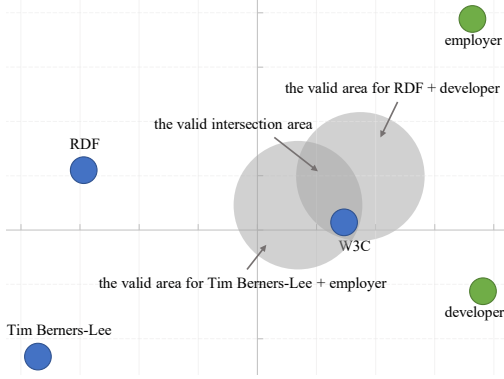 employer
the valid area for RDF + developer
the valid intersection area
RDF
W3C
the valid area for Tim Berners-Lee + employer
developer
Tim Berners-Lee